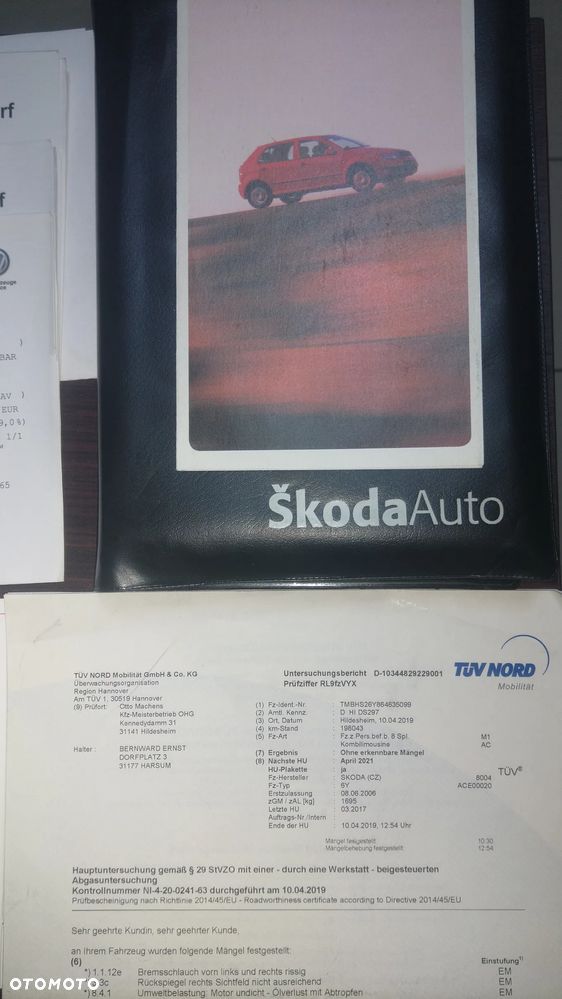 rf
f
zeuge
ice
)
BAR
AV )
EUR
9,0%)
1/1
65
ŠkodaAuto
TÜV NORD Mobilität GmbH & Co. KG
Überwachungsorganisation
Region Hannover
Am TÜV 1, 30519 Hannover
(9) Prüfort: Otto Machens
Kfz-Meisterbetrieb OHG
Kennedydamm 31
31141 Hildesheim
Halter : BERNWARD ERNST
DORFPLATZ 3
31177 HARSUM
Untersuchungsbericht D-10344829229001
Prüfziffer RL9fzVYX
TÜV NORD
Mobilität
(1) Fz-Ident.-Nr. : TMBHS26Y864635099
(2) Amtl. Kennz. : D HI DS297
(3) Ort, Datum : Hildesheim, 10.04.2019
(4) km-Stand : 198043
(5) Fz-Art : Fz.z.Pers.bef.b. 8 Spl. M1
Kombilimousine AC
(7) Ergebnis : Ohne erkennbare Mängel
(8) Nächste HU : April 2021
HU-Plakette : ja
TÜV®
Fz-Hersteller : SKODA (CZ) 8004
Fz-Typ : 6Y ACE00020
Erstzulassung : 08.06.2006
zGM / zAL [kg] : 1695
Letzte HU : 03.2017
Auftrags-Nr./Intern :
Ende der HU : 10.04.2019, 12:54 Uhr
Mängel festgestellt: 10:30
Mängelbehebung festgestellt: 12:54
Hauptuntersuchung gemäß § 29 StVZO mit einer - durch eine Werkstatt - beigesteuerten
Abgasuntersuchung
Kontrollnummer NI-4-20-0241-63 durchgeführt am 10.04.2019
Prüfbescheinigung nach Richtlinie 2014/45/EU - Roadworthiness certificate according to Directive 2014/45/EU
Sehr geehrte Kundin, sehr geehrter Kunde,
an Ihrem Fahrzeug wurden folgende Mängel festgestellt:
(6) Einstufung 1)
*) 1.1.12e Bremsschlauch vorn links und rechts rissig EM
3c Rückspiegel rechts Sichtfeld nicht ausreichend EM
*) 8.4.1 Umweltbelastung: Motor undicht - Ölverlust mit Abtropfen EM
OTOMOTO